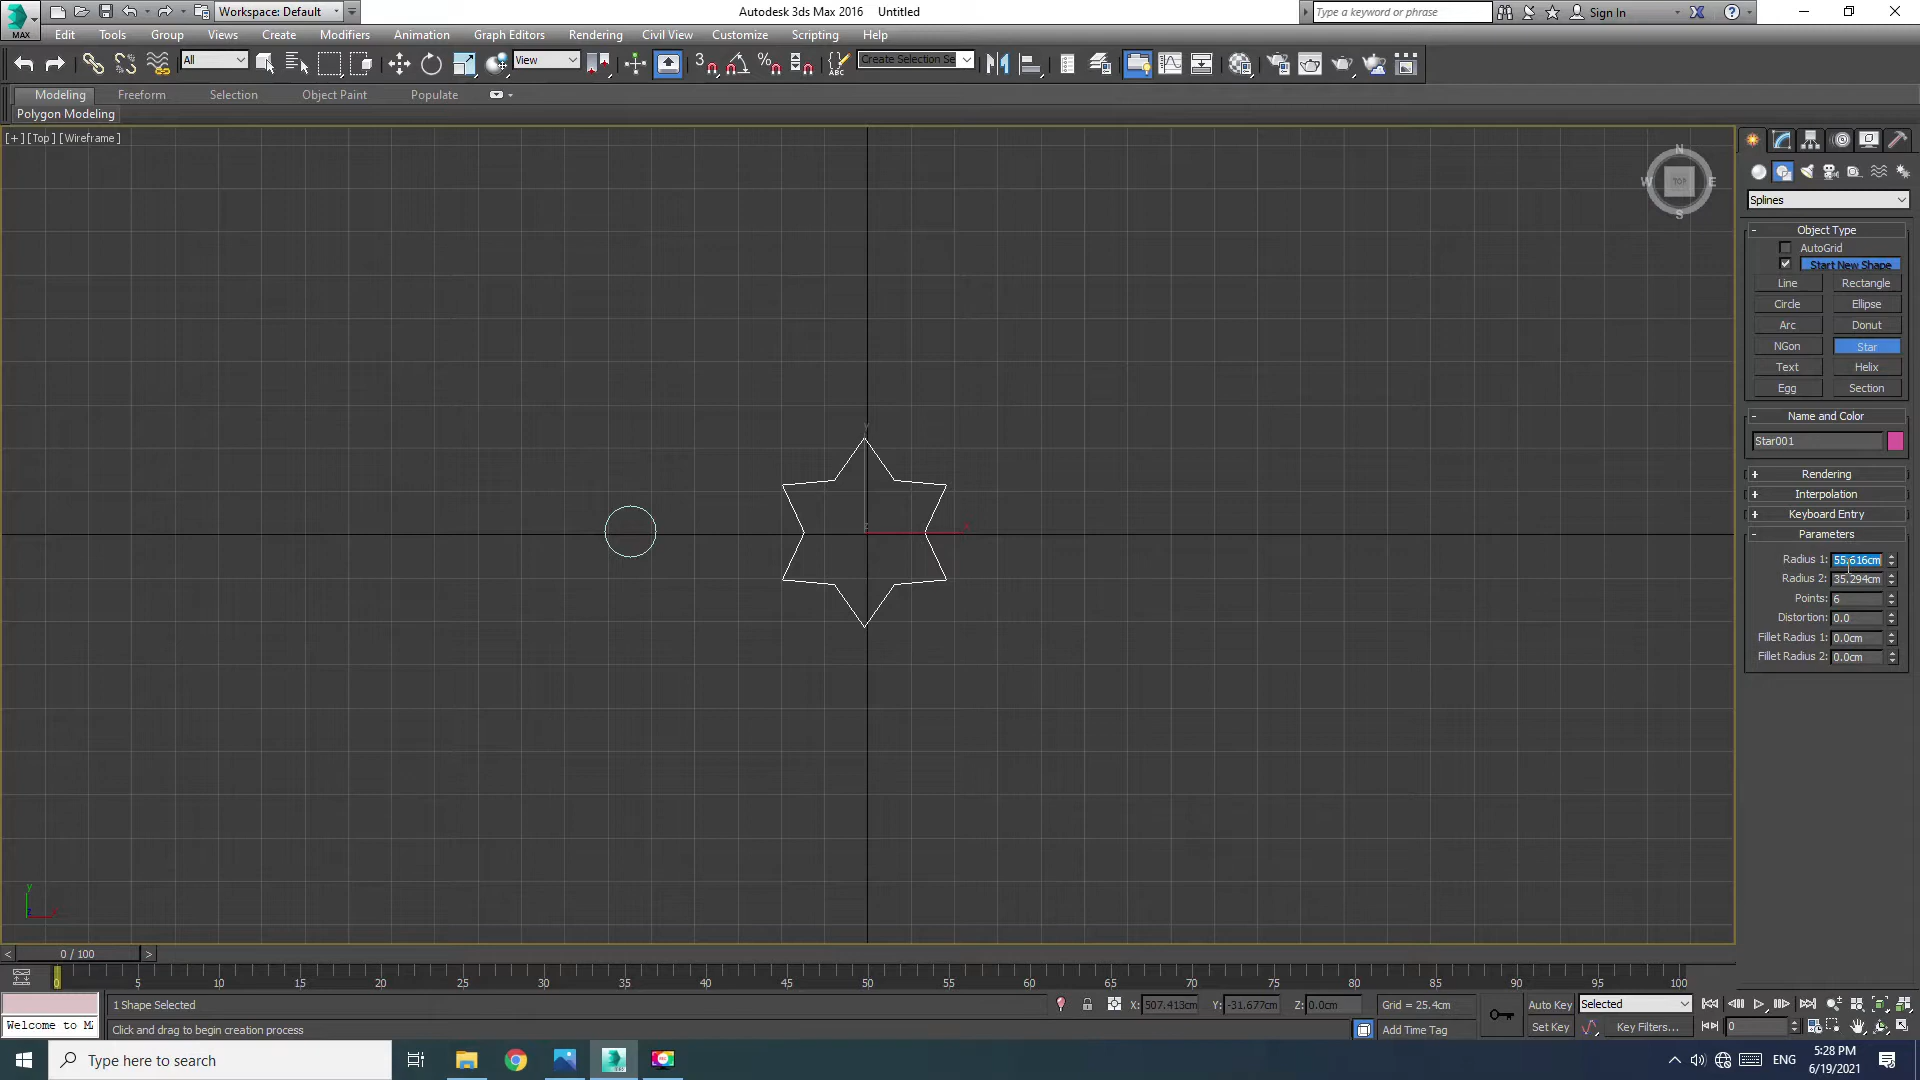 Workspace: Default
Autodesk 3ds Max 2016 Untitled
Type a keyword or phrase
Sign In
MAX
Edit Tools Group Views Create Modifiers Animation Graph Editors Rendering Civil View Customize Scripting Help
All
View
3
ABC
Create Selection Se
Modeling Freeform Selection Object Paint Populate
Polygon Modeling
[+] [Top] [Wireframe]
N
W TOP E
S
Splines
- Object Type
AutoGrid
Start New Shape
Line Rectangle
Circle Ellipse
Arc Donut
NGon Star
Text Helix
Egg Section
- Name and Color
Star001
+ Rendering
+ Interpolation
+ Keyboard Entry
- Parameters
Radius 1: 55.616cm
Radius 2: 35.294cm
Points: 6
Distortion: 0.0
Fillet Radius 1: 0.0cm
Fillet Radius 2: 0.0cm
y
z
x
y
z x
< 0 / 100 >
0 5 10 15 20 25 30 35 40 45 50 55 60 65 70 75 80 85 90 95 100
1 Shape Selected
X: 507.413cm Y: -31.677cm Z: 0.0cm Grid = 25.4cm
Auto Key Selected
Welcome to M
Click and drag to begin creation process
Add Time Tag
Set Key Key Filters... 0
Type here to search
ENG
5:28 PM
6/19/2021